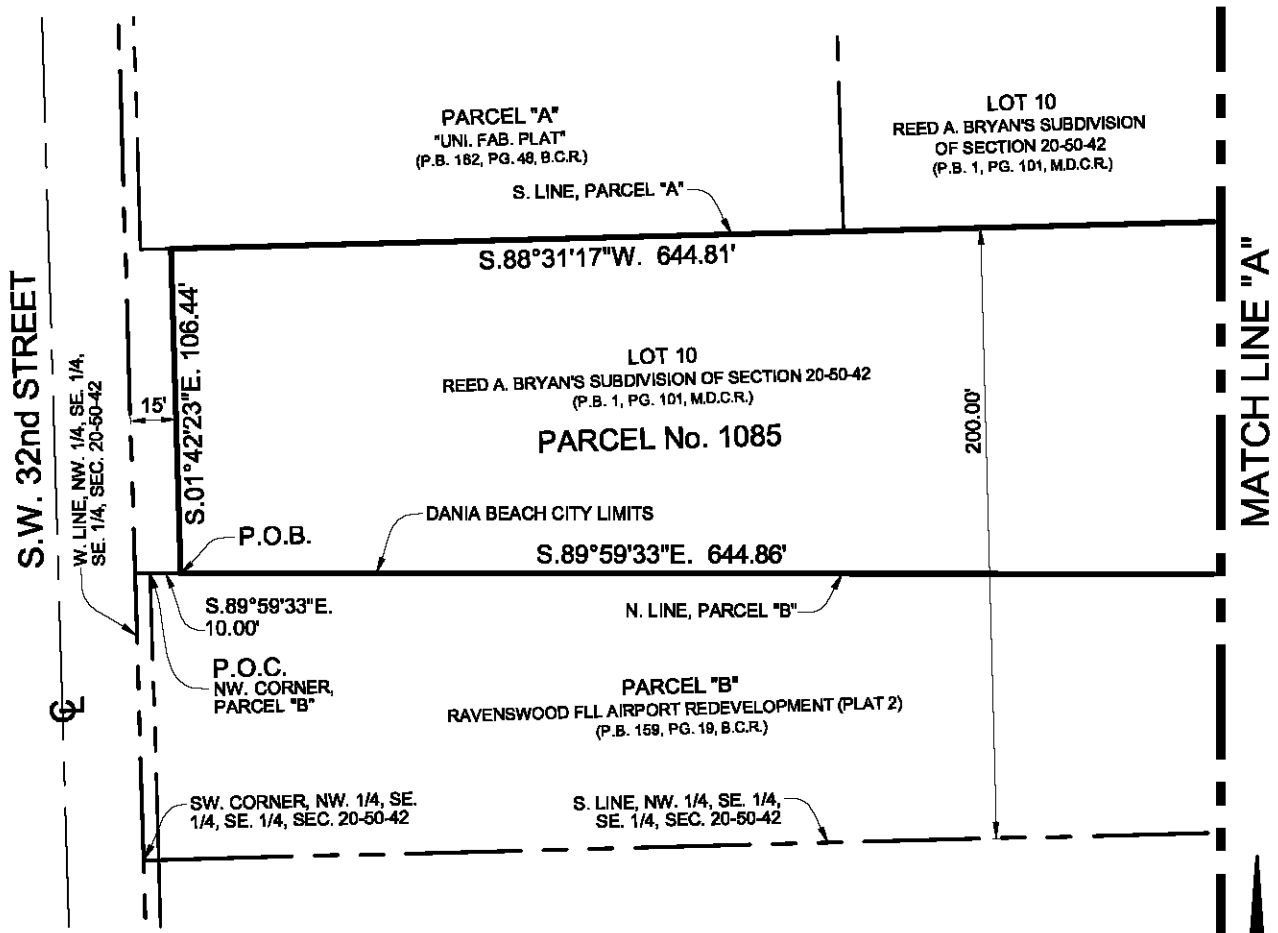 PARCEL "A"
"UNI. FAB. PLAT"
(P.B. 162, PG. 48, B.C.R.)
LOT 10
REED A. BRYAN'S SUBDIVISION
OF SECTION 20-50-42
(P.B. 1, PG. 101, M.D.C.R.)
S. LINE, PARCEL "A"
S.88°31'17"W. 644.81'
S.W. 32nd STREET
W. LINE, NW. 1/4, SE. 1/4,
SE. 1/4, SEC. 20-50-42
15'
S.01°42'23"E. 106.44'
LOT 10
REED A. BRYAN'S SUBDIVISION OF SECTION 20-50-42
(P.B. 1, PG. 101, M.D.C.R.)
PARCEL No. 1085
200.00'
MATCH LINE "A"
DANIA BEACH CITY LIMITS
P.O.B.
S.89°59'33"E. 644.86'
S.89°59'33"E.
10.00'
N. LINE, PARCEL "B"
P.O.C.
NW. CORNER,
PARCEL "B"
PARCEL "B"
RAVENSWOOD FLL AIRPORT REDEVELOPMENT (PLAT 2)
(P.B. 159, PG. 19, B.C.R.)
℄
SW. CORNER, NW. 1/4, SE.
1/4, SE. 1/4, SEC. 20-50-42
S. LINE, NW. 1/4, SE. 1/4,
SE. 1/4, SEC. 20-50-42